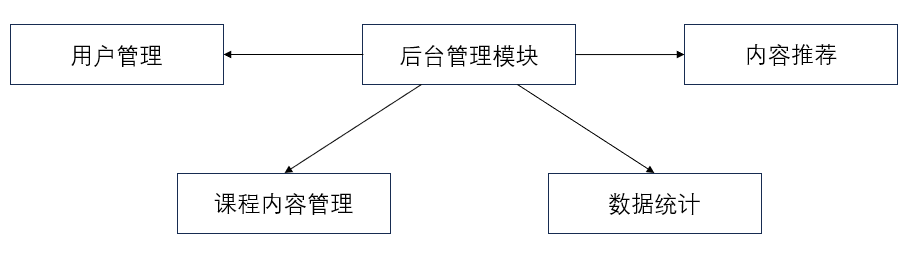 用户管理
后台管理模块
内容推荐
课程内容管理
数据统计